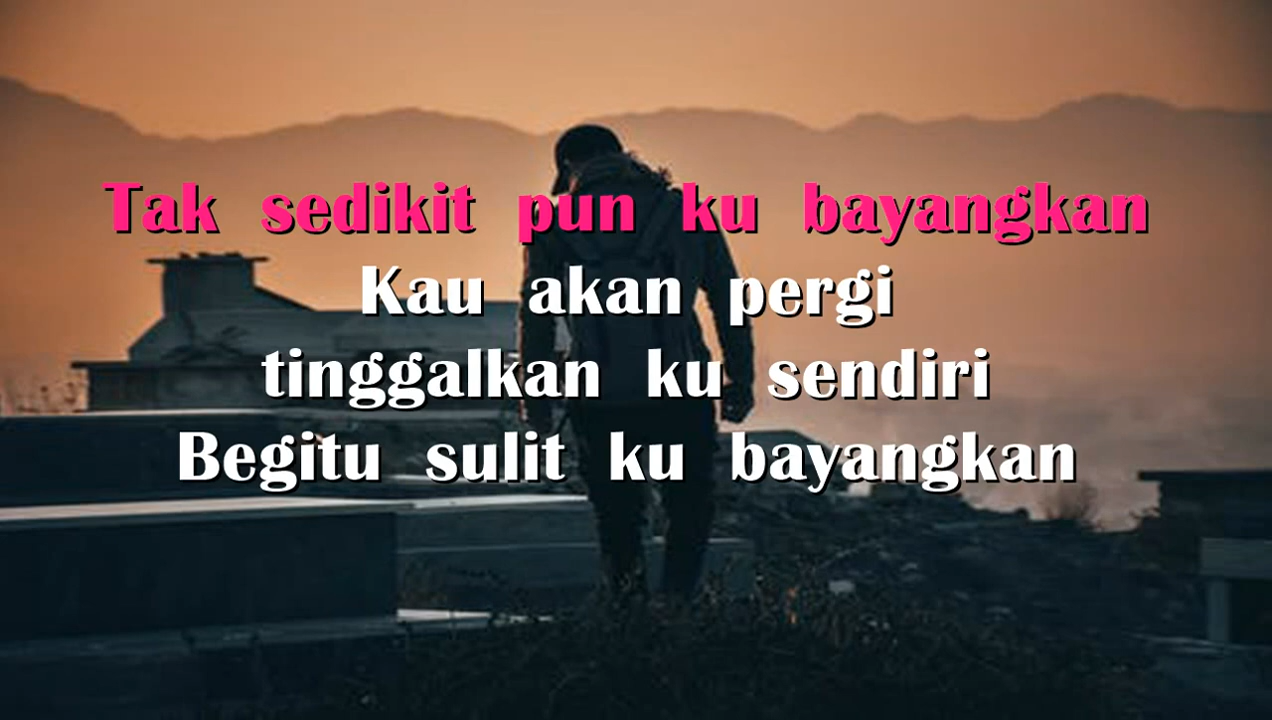 Tak sedikit pun ku bayangkan
Kau akan pergi
tinggalkan ku sendiri
Begitu sulit ku bayangkan